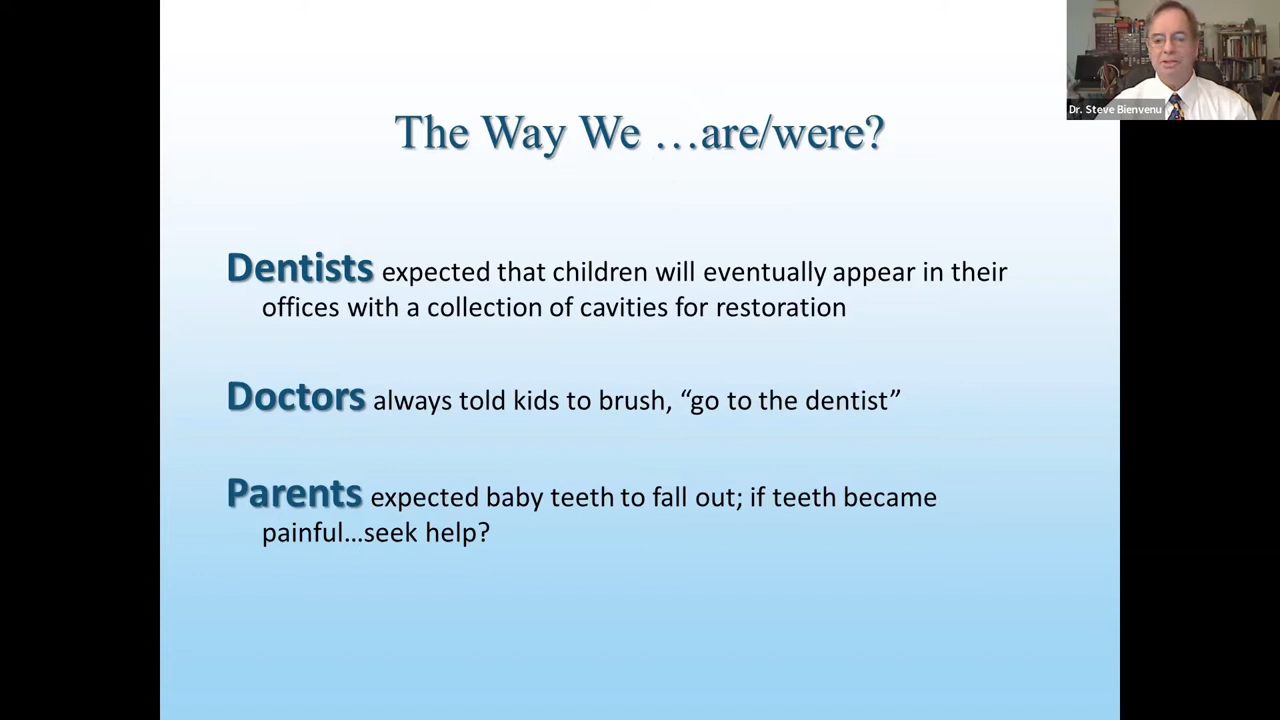 Dr. Steve Bienvenu
The Way We …are/were?
Dentists expected that children will eventually appear in their
offices with a collection of cavities for restoration
Doctors always told kids to brush, “go to the dentist”
Parents expected baby teeth to fall out; if teeth became
painful…seek help?